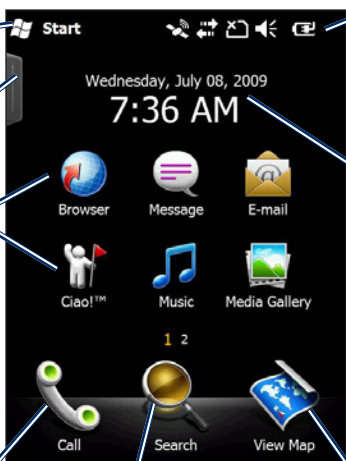 Start
Wednesday, July 08, 2009
7:36 AM
Browser Message E-mail
Ciao!™ Music Media Gallery
1 2
Call Search View Map